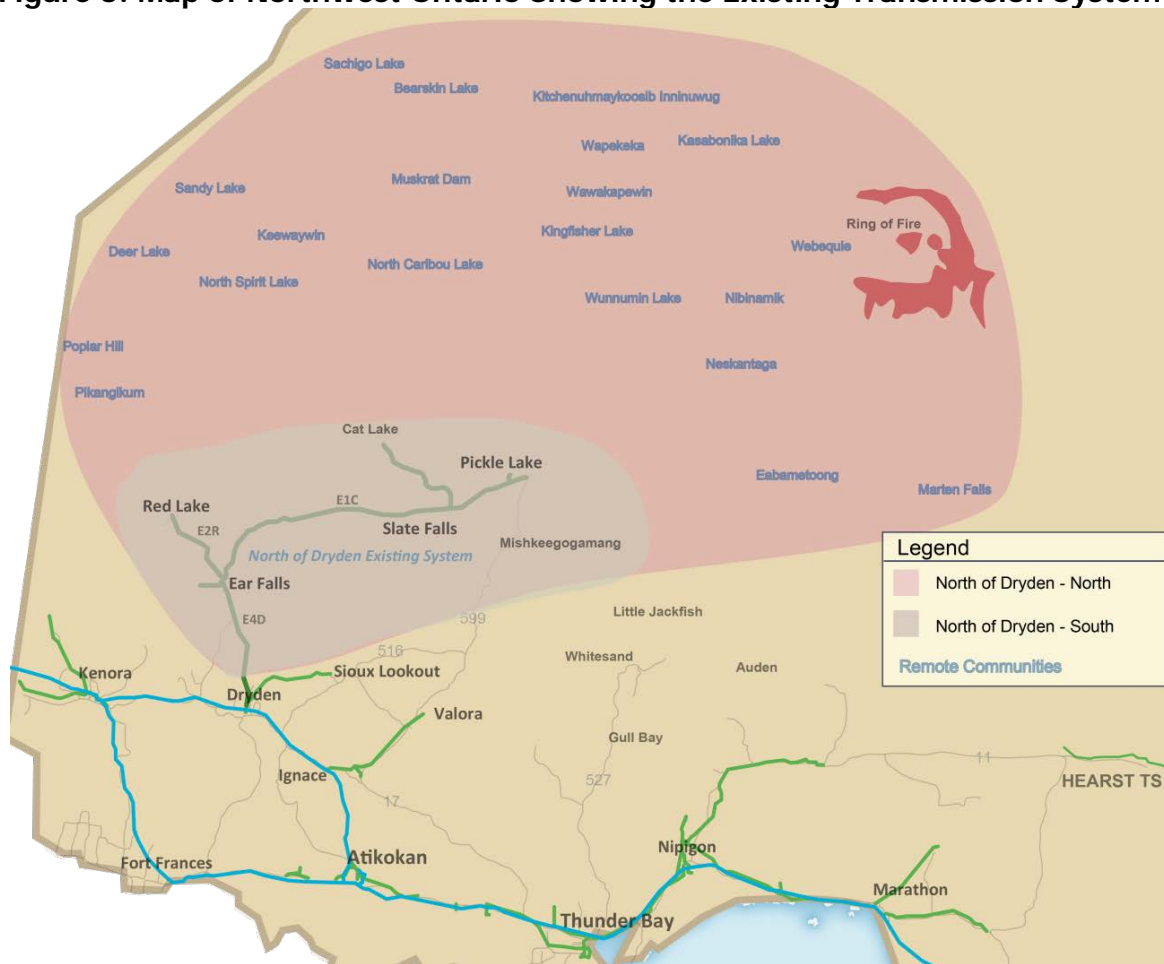 Figure 3: Map of Northwest Ontario Showing the Existing Transmission System
Sachigo Lake
Bearskin Lake
Kitchenuhmaykoosib Inninuwug
Wapekeka
Kasabonika Lake
Muskrat Dam
Sandy Lake
Wawakapewin
Ring of Fire
Kingfisher Lake
Keewaywin
Webequie
Deer Lake
North Caribou Lake
North Spirit Lake
Wunnumin Lake
Nibinamik
Poplar Hill
Neskantaga
Pikangikum
Cat Lake
Pickle Lake
Eabametoong
Marten Falls
Red Lake
E1C
E2R
Slate Falls
Mishkeegogamang
North of Dryden Existing System
Ear Falls
E4D
Legend
North of Dryden - North
North of Dryden - South
Remote Communities
Little Jackfish
599
516
Whitesand
Auden
Kenora
Sioux Lookout
Dryden
Valora
Gull Bay
Ignace
527
11
HEARST TS
17
Nipigon
Fort Frances
Atikokan
Marathon
Thunder Bay